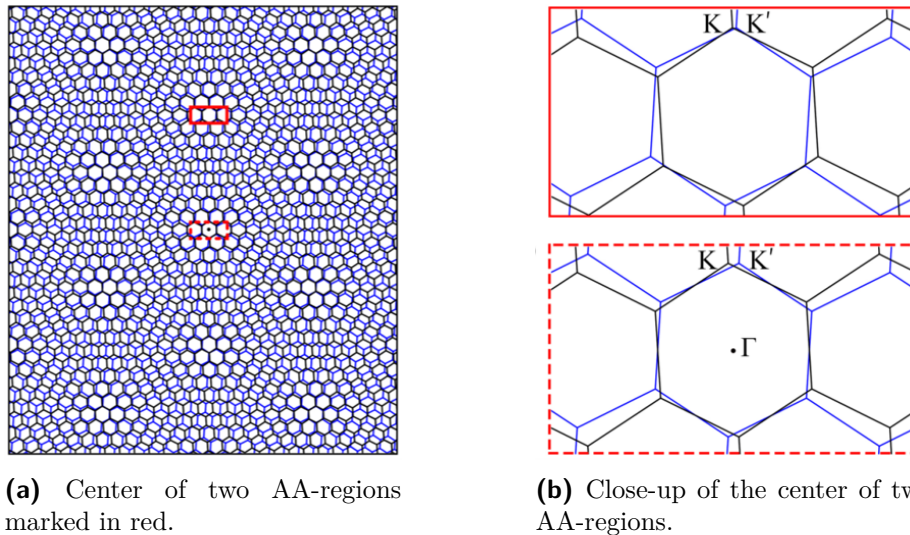 K K′
K K′
Γ
(a) Center of two AA-regions
marked in red.
(b) Close-up of the center of tw
AA-regions.